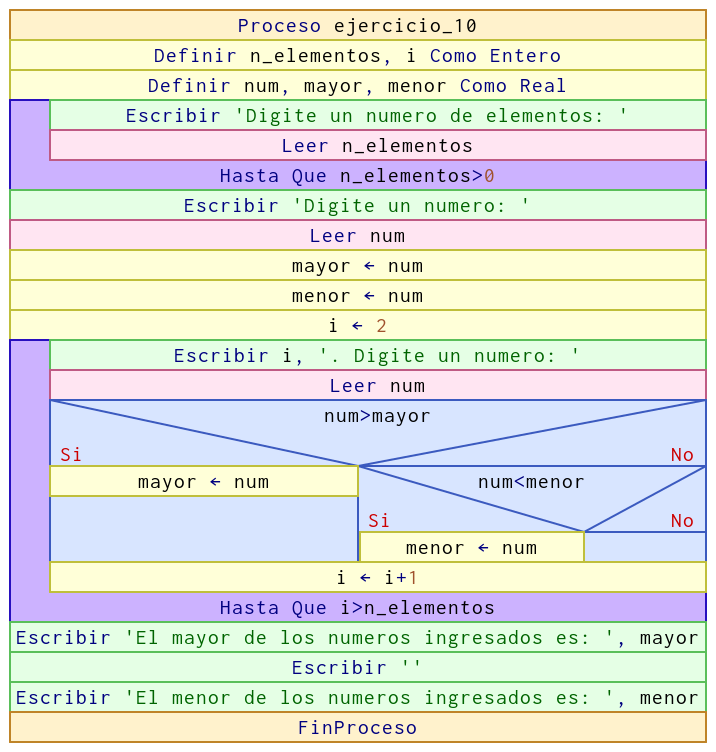 Proceso ejercicio_10
Definir n_elementos, i Como Entero
Definir num, mayor, menor Como Real
Escribir 'Digite un numero de elementos: '
Leer n_elementos
Hasta Que n_elementos>0
Escribir 'Digite un numero: '
Leer num
mayor ← num
menor ← num
i ← 2
Escribir i, '. Digite un numero: '
Leer num
num>mayor
Si
No
mayor ← num
num<menor
Si
No
menor ← num
i ← i+1
Hasta Que i>n_elementos
Escribir 'El mayor de los numeros ingresados es: ', mayor
Escribir ''
Escribir 'El menor de los numeros ingresados es: ', menor
FinProceso